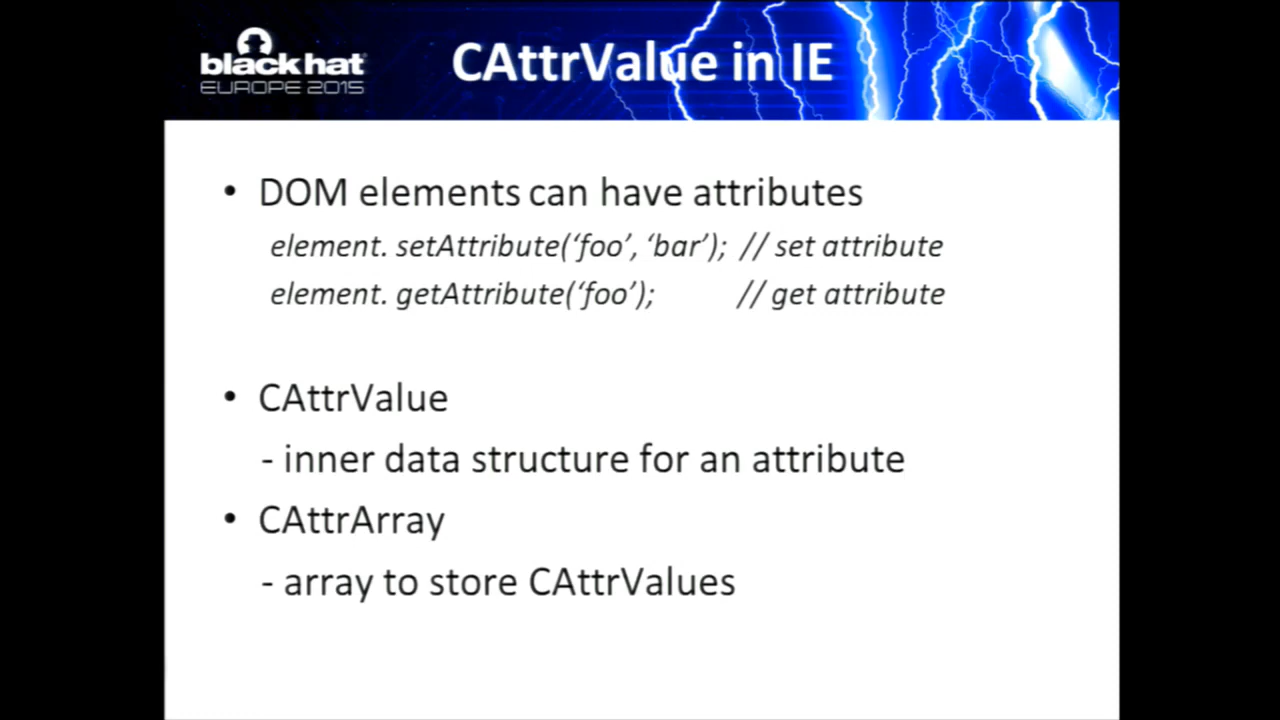 black hat
EUROPE 2015
CAttrValue in IE
• DOM elements can have attributes
element. setAttribute(‘foo’, ‘bar’); // set attribute
element. getAttribute(‘foo’); // get attribute
• CAttrValue
- inner data structure for an attribute
• CAttrArray
- array to store CAttrValues